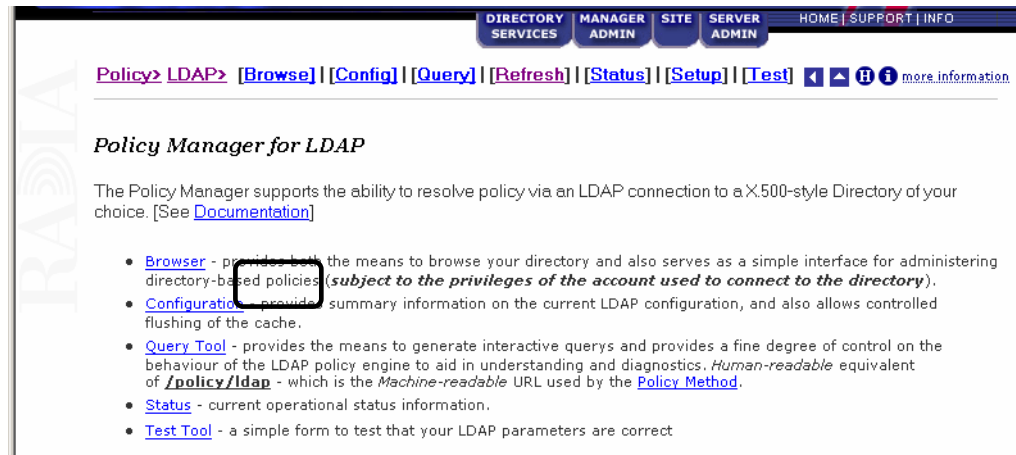 DIRECTORY SERVICES
MANAGER ADMIN
SITE
SERVER ADMIN
HOME | SUPPORT | INFO
Policy> LDAP> [Browse] | [Config] | [Query] | [Refresh] | [Status] | [Setup] | [Test] H i more information
RADIA
Policy Manager for LDAP
The Policy Manager supports the ability to resolve policy via an LDAP connection to a X.500-style Directory of your
choice. [See Documentation]
• Browser - provides both the means to browse your directory and also serves as a simple interface for administering
directory-based policies (subject to the privileges of the account used to connect to the directory).
• Configuration - provides summary information on the current LDAP configuration, and also allows controlled
flushing of the cache.
• Query Tool - provides the means to generate interactive querys and provides a fine degree of control on the
behaviour of the LDAP policy engine to aid in understanding and diagnostics. Human-readable equivalent
of /policy/ldap - which is the Machine-readable URL used by the Policy Method.
• Status - current operational status information.
• Test Tool - a simple form to test that your LDAP parameters are correct